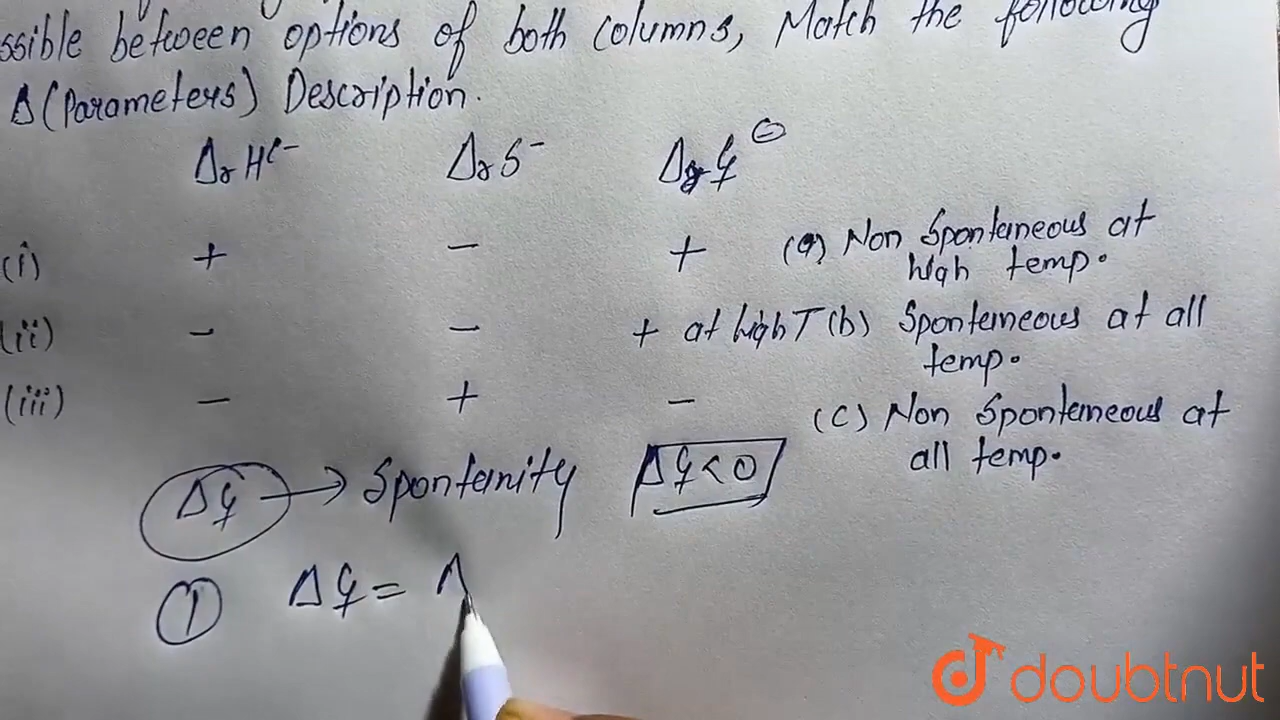 ssible between options of both columns, Match the following
Δ (Parameters) Description.
ΔrH⊖ ΔrS⁻ ΔrG⊖
(i) + - + (a) Non Spontaneous at
high temp.
(ii) - - + at high T (b) Spontaneous at all
temp.
(iii) - + - (c) Non Spontaneous at
all temp.
ΔG → Spontanity ΔG<0
① ΔG = Δ
doubtnut